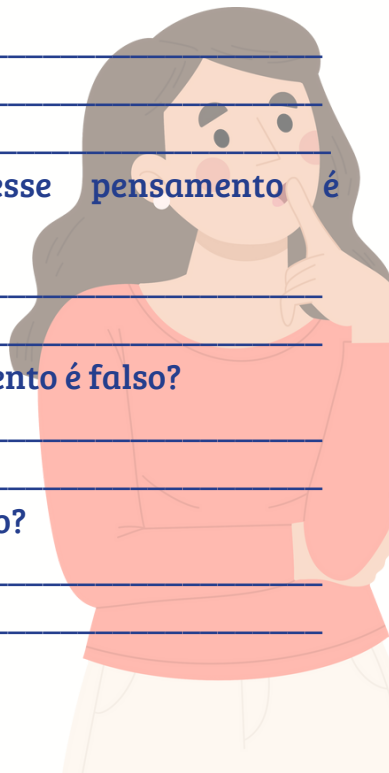 esse pensamento é
ento é falso?
o?